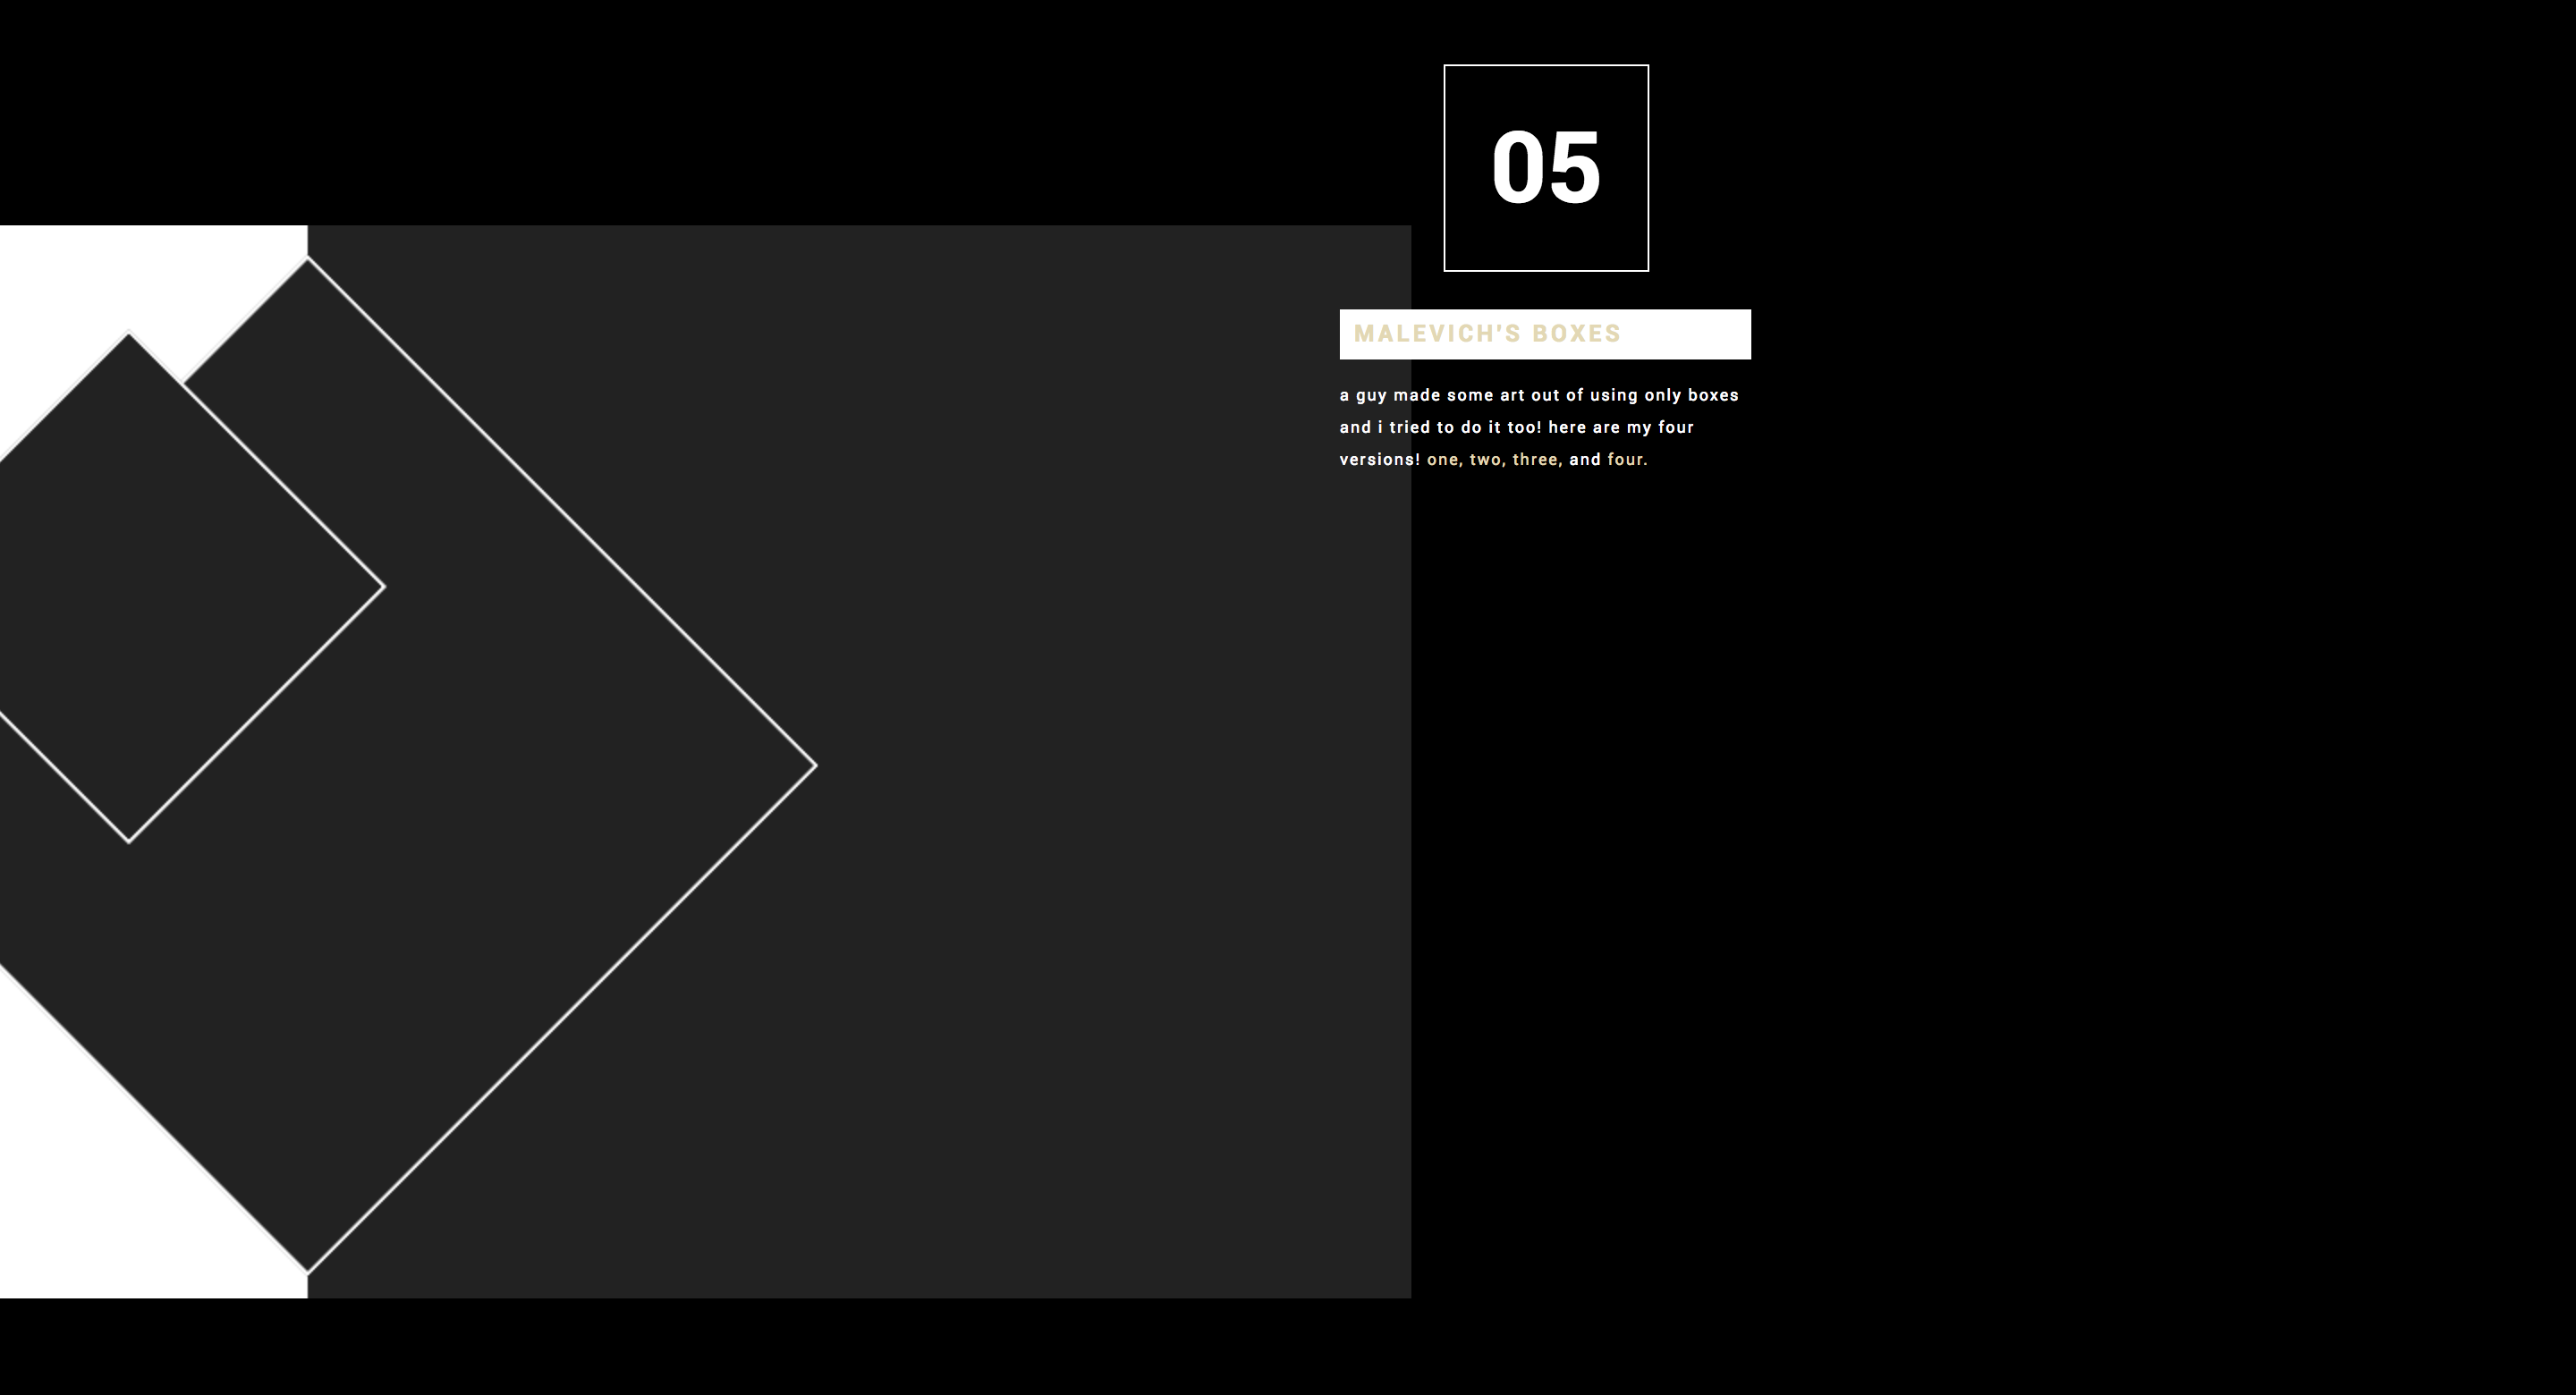 05
MALEVICH'S BOXES
a guy made some art out of using only boxes
and i tried to do it too! here are my four
versions! one, two, three, and four.